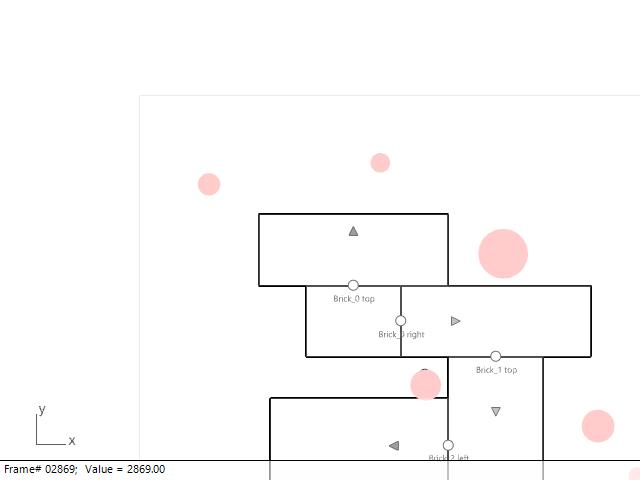 Brick_0 top
Brick_0 right
Brick_1 top
y
x
Brick_2 left
Frame# 02869;  Value = 2869.00